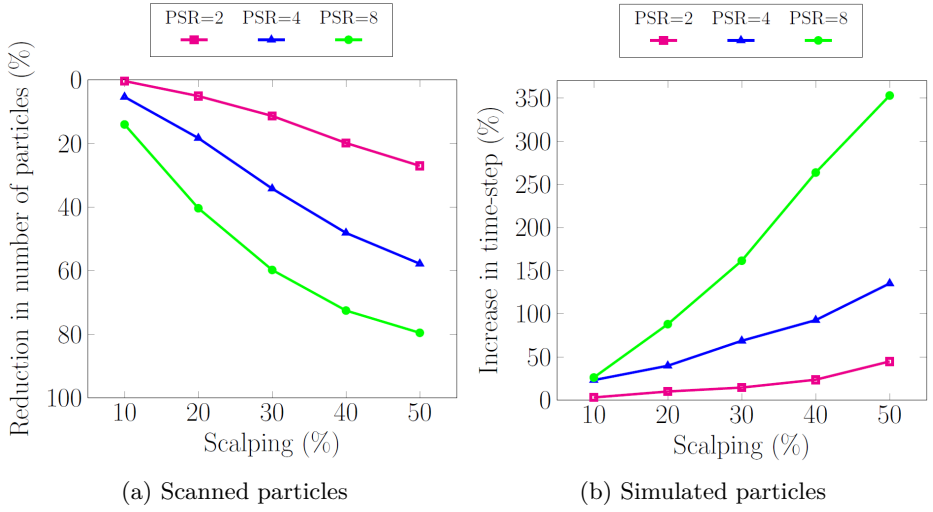 PSR=2 PSR=4 PSR=8
Reduction in number of particles (%)
0
20
40
60
80
100
10 20 30 40 50
Scalping (%)
(a) Scanned particles
PSR=2 PSR=4 PSR=8
Increase in time-step (%)
350
300
250
200
150
100
50
0
10 20 30 40 50
Scalping (%)
(b) Simulated particles